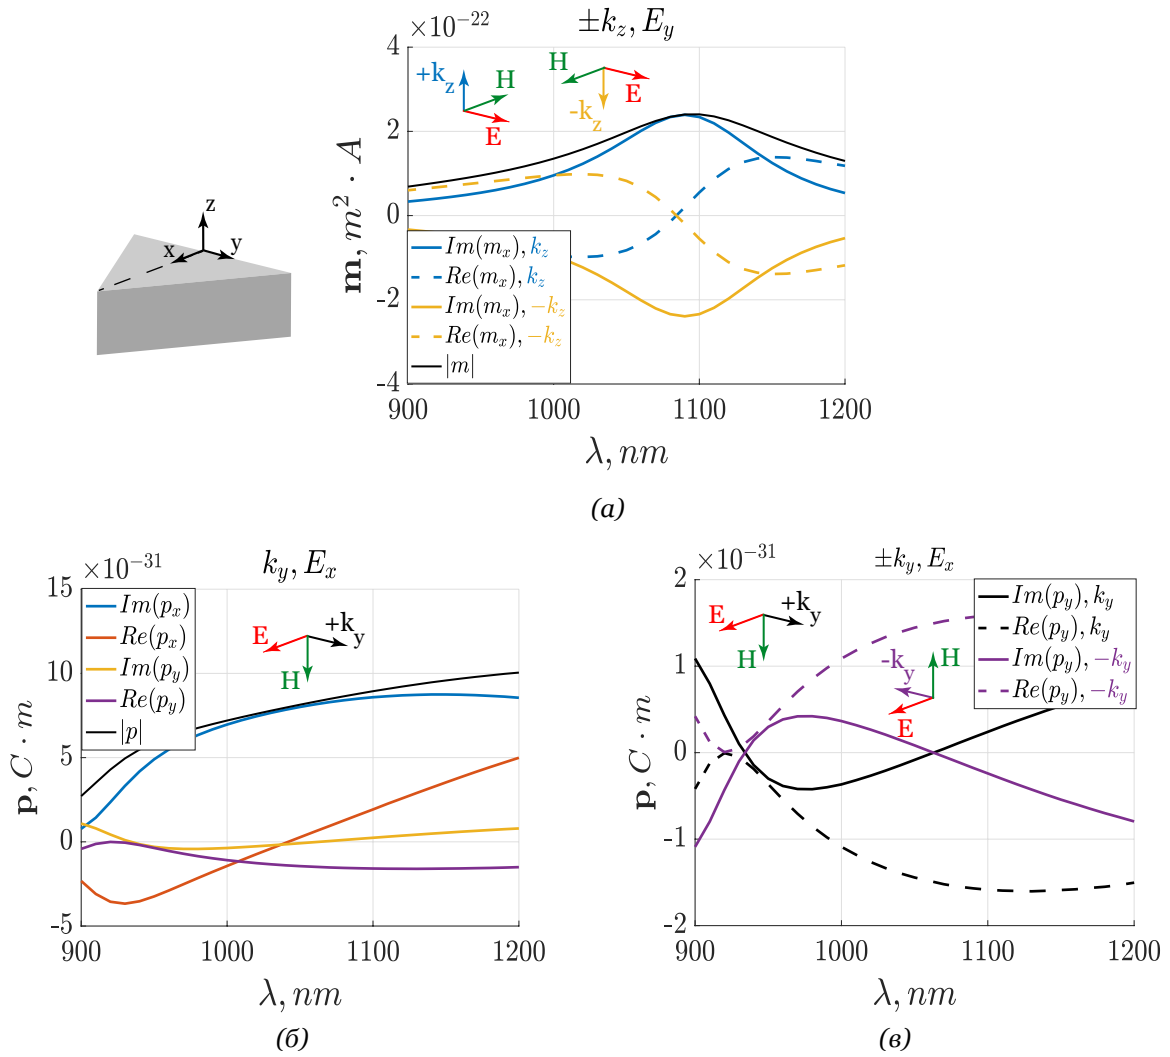 ×10⁻²²
±k_z, E_y
4
2
0
-2
-4
m, m² · A
+k_z
H
E
H
-k_z
E
Im(m_x), k_z
Re(m_x), k_z
Im(m_x), −k_z
Re(m_x), −k_z
|m|
900
1000
1100
1200
λ, nm
z
x
y
(а)
×10⁻³¹
k_y, E_x
15
10
5
0
-5
p, C · m
Im(p_x)
Re(p_x)
Im(p_y)
Re(p_y)
|p|
E
+k_y
H
900
1000
1100
1200
λ, nm
(б)
×10⁻³¹
±k_y, E_x
2
1
0
-1
-2
p, C · m
E
+k_y
H
-k_y
H
E
Im(p_y), k_y
Re(p_y), k_y
Im(p_y), −k_y
Re(p_y), −k_y
900
1000
1100
1200
λ, nm
(в)